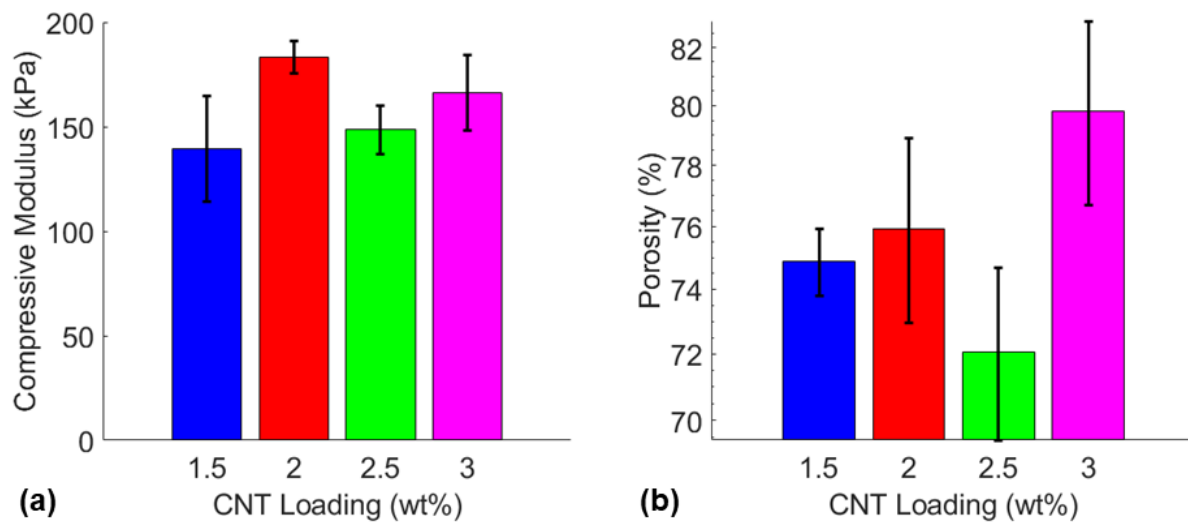 Compressive Modulus (kPa)
200
150
100
50
0
1.5 2 2.5 3
CNT Loading (wt%)
(a)
Porosity (%)
82
80
78
76
74
72
70
1.5 2 2.5 3
CNT Loading (wt%)
(b)